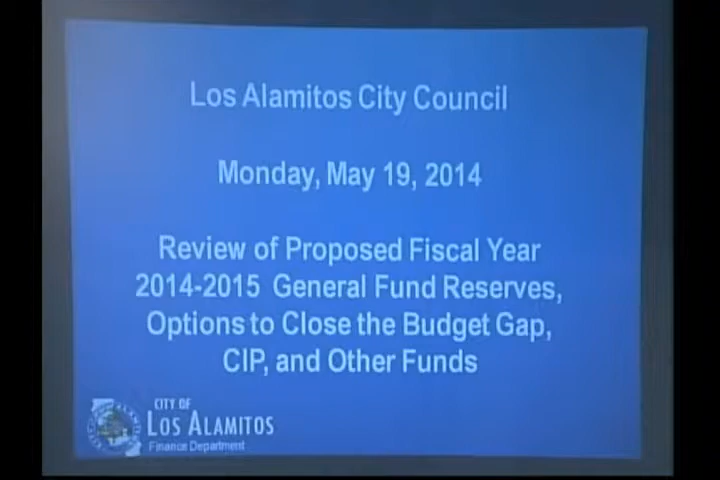 Los Alamitos City Council
Monday, May 19, 2014
Review of Proposed Fiscal Year
2014-2015 General Fund Reserves,
Options to Close the Budget Gap,
CIP, and Other Funds
CITY OF
LOS ALAMITOS
Finance Department